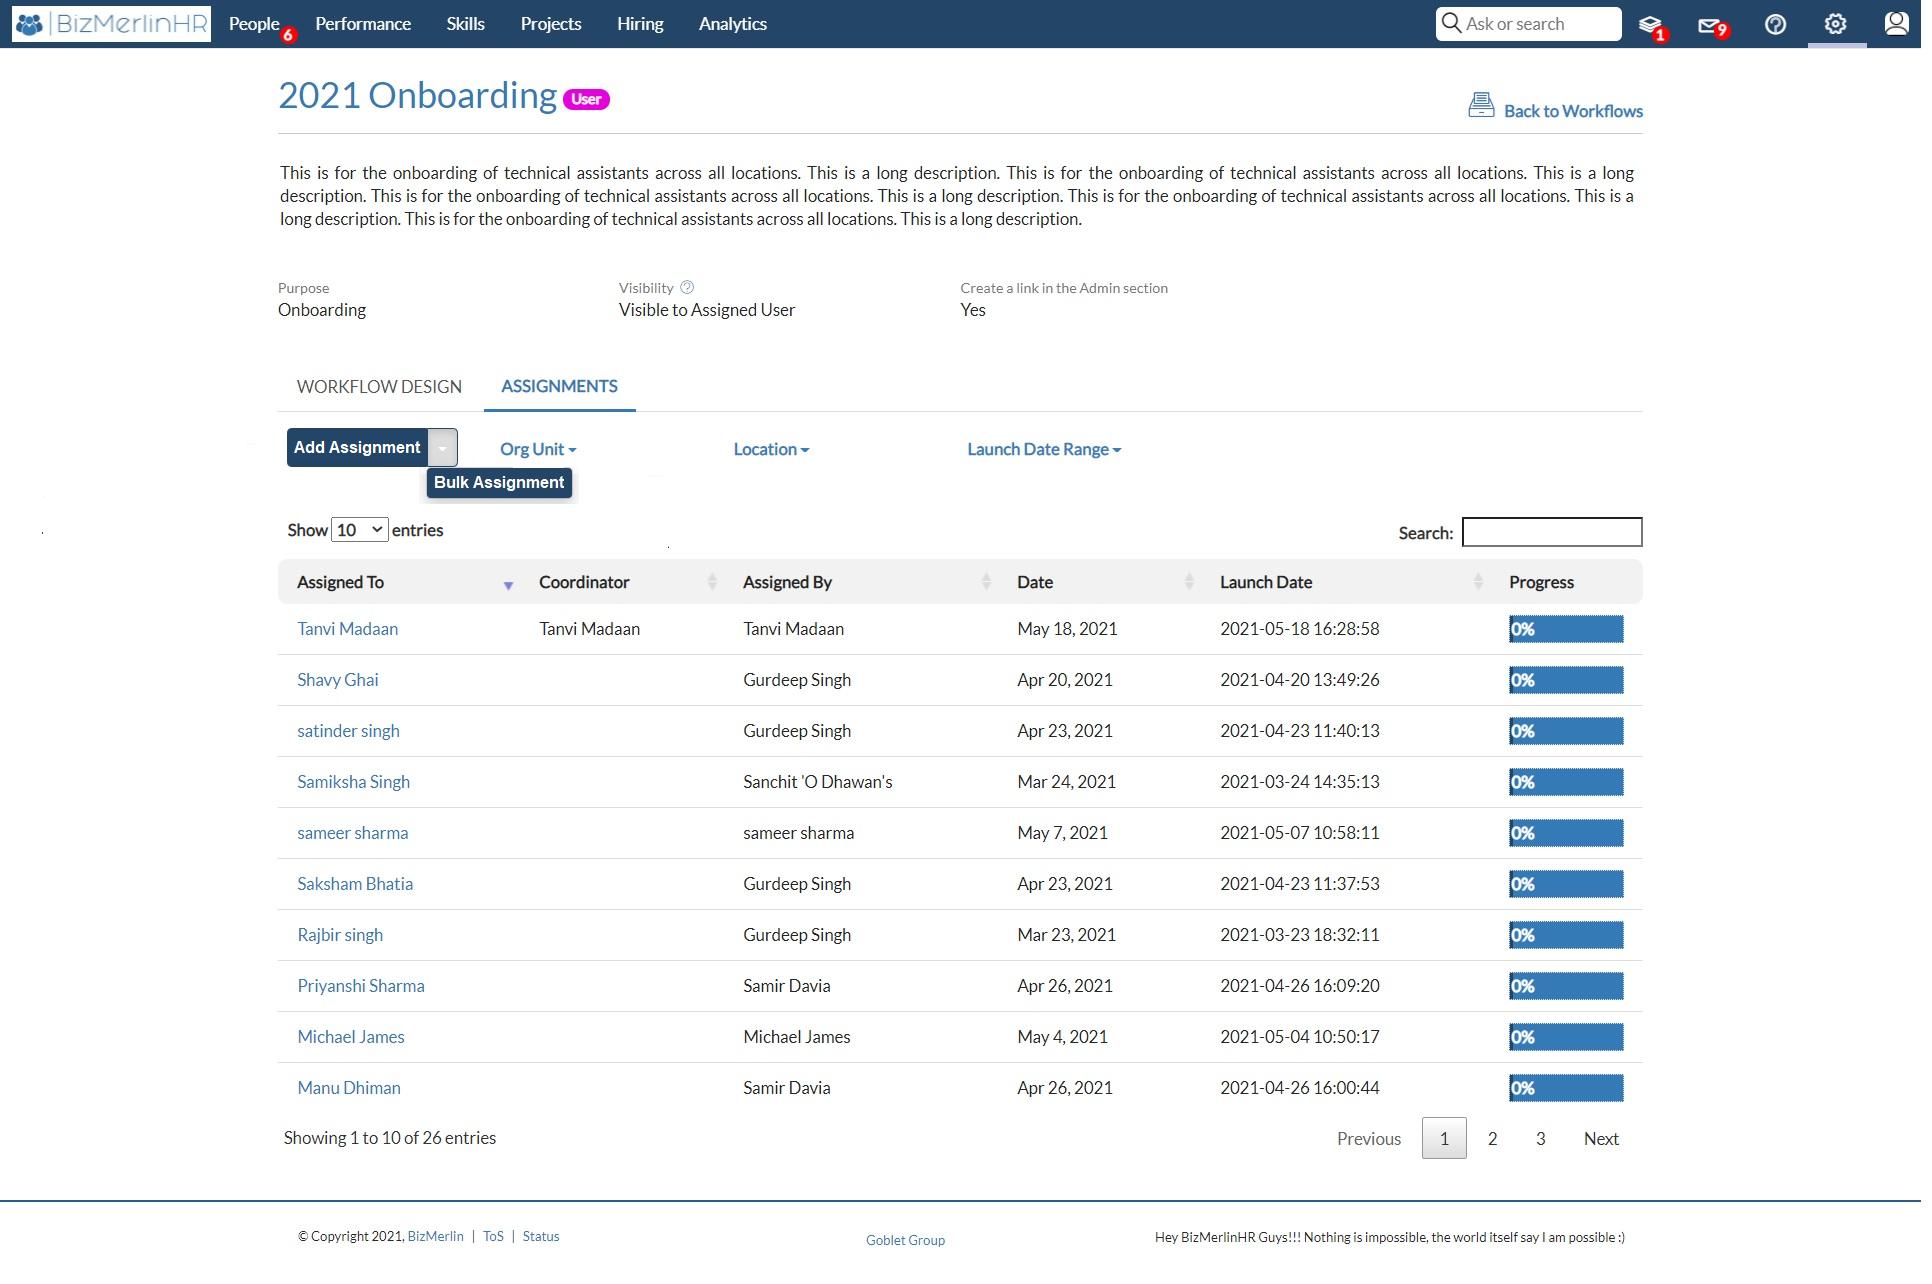 BizMerlinHR People 6 Performance Skills Projects Hiring Analytics Ask or search 1 9
2021 Onboarding User
Back to Workflows
This is for the onboarding of technical assistants across all locations. This is a long description. This is for the onboarding of technical assistants across all locations. This is a long
description. This is for the onboarding of technical assistants across all locations. This is a long description. This is for the onboarding of technical assistants across all locations. This is a
long description. This is for the onboarding of technical assistants across all locations. This is a long description.
Purpose Visibility Create a link in the Admin section
Onboarding Visible to Assigned User Yes
WORKFLOW DESIGN ASSIGNMENTS
Add Assignment Org Unit Location Launch Date Range
Bulk Assignment
Show 10 entries Search:
Assigned To Coordinator Assigned By Date Launch Date Progress
Tanvi Madaan Tanvi Madaan Tanvi Madaan May 18, 2021 2021-05-18 16:28:58 0%
Shavy Ghai Gurdeep Singh Apr 20, 2021 2021-04-20 13:49:26 0%
satinder singh Gurdeep Singh Apr 23, 2021 2021-04-23 11:40:13 0%
Samiksha Singh Sanchit 'O Dhawan's Mar 24, 2021 2021-03-24 14:35:13 0%
sameer sharma sameer sharma May 7, 2021 2021-05-07 10:58:11 0%
Saksham Bhatia Gurdeep Singh Apr 23, 2021 2021-04-23 11:37:53 0%
Rajbir singh Gurdeep Singh Mar 23, 2021 2021-03-23 18:32:11 0%
Priyanshi Sharma Samir Davia Apr 26, 2021 2021-04-26 16:09:20 0%
Michael James Michael James May 4, 2021 2021-05-04 10:50:17 0%
Manu Dhiman Samir Davia Apr 26, 2021 2021-04-26 16:00:44 0%
Showing 1 to 10 of 26 entries Previous 1 2 3 Next
© Copyright 2021, BizMerlin | ToS | Status Goblet Group Hey BizMerlinHR Guys!!! Nothing is impossible, the world itself say I am possible :)